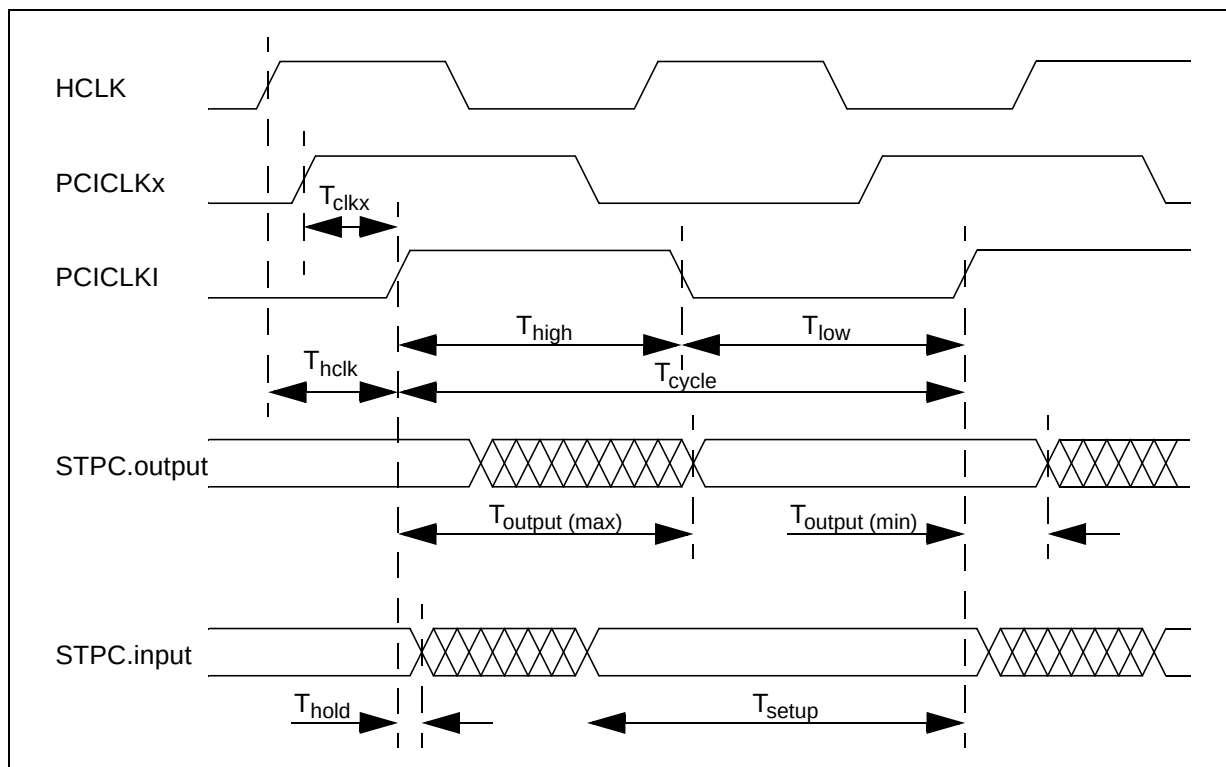 HCLK
PCICLKx
Tclkx
PCICLKI
Thigh
Tlow
Thclk
Tcycle
STPC.output
Toutput (max)
Toutput (min)
STPC.input
Thold
Tsetup